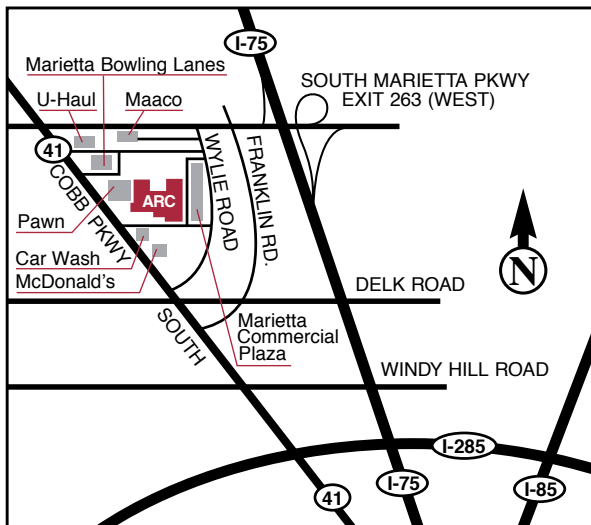 I-75
Marietta Bowling Lanes
U-Haul
Maaco
SOUTH MARIETTA PKWY
EXIT 263 (WEST)
41
COBB PKWY
SOUTH
WYLIE ROAD
FRANKLIN RD.
ARC
Pawn
Car Wash
McDonald's
N
DELK ROAD
Marietta
Commercial
Plaza
WINDY HILL ROAD
I-285
41
I-75
I-85